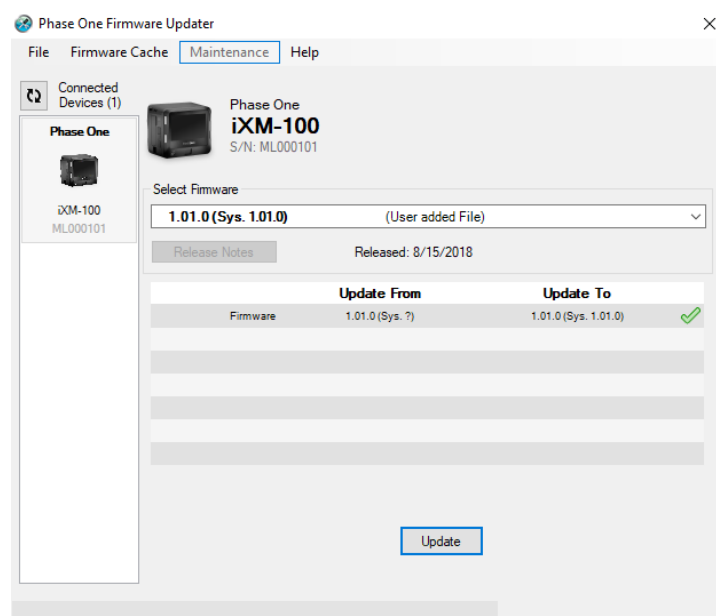 Phase One Firmware Updater
File Firmware Cache Maintenance Help
Connected
Devices (1)
Phase One
iXM-100
ML000101
Phase One
iXM-100
S/N: ML000101
Select Firmware
1.01.0 (Sys. 1.01.0) (User added File)
Release Notes Released: 8/15/2018
Update From Update To
Firmware 1.01.0 (Sys. ?) 1.01.0 (Sys. 1.01.0)
Update